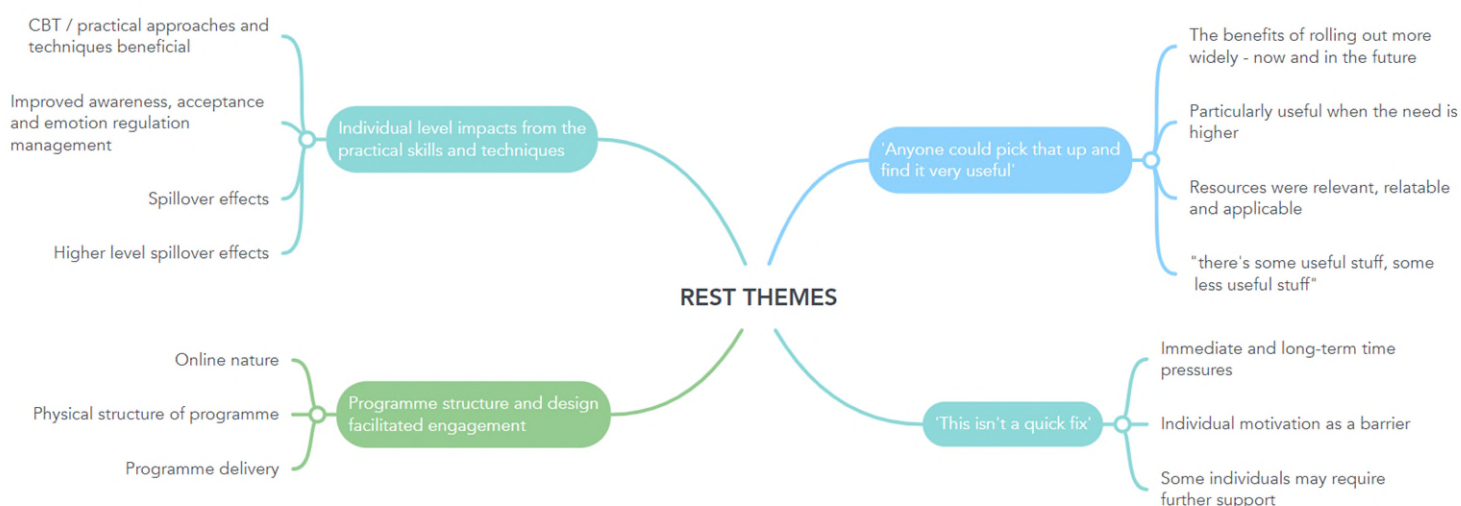 CBT / practical approaches and
techniques beneficial
Improved awareness, acceptance
and emotion regulation
management
Spillover effects
Higher level spillover effects
Individual level impacts from the
practical skills and techniques
'Anyone could pick that up and
find it very useful'
The benefits of rolling out more
widely - now and in the future
Particularly useful when the need is
higher
Resources were relevant, relatable
and applicable
"there's some useful stuff, some
less useful stuff"
REST THEMES
Online nature
Physical structure of programme
Programme delivery
Programme structure and design
facilitated engagement
'This isn't a quick fix'
Immediate and long-term time
pressures
Individual motivation as a barrier
Some individuals may require
further support